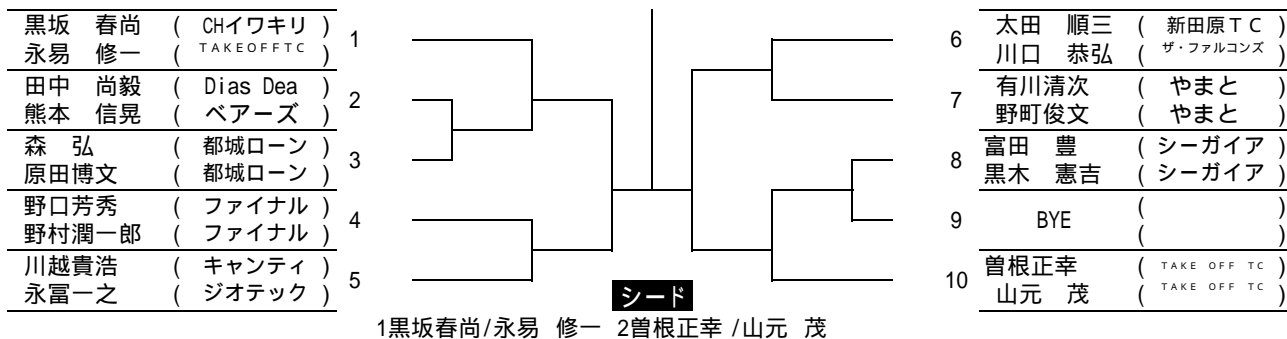 黒坂 春尚 ( CHイワキリ )
永易 修一 ( TAKEOFFTC )
1
田中 尚毅 ( Dias Dea )
熊本 信晃 ( ベアーズ )
2
森 弘 ( 都城ローン )
原田博文 ( 都城ローン )
3
野口芳秀 ( ファイナル )
野村潤一郎 ( ファイナル )
4
川越貴浩 ( キャンティ )
永冨一之 ( ジオテック )
5
6
太田 順三 ( 新田原TC )
川口 恭弘 ( ザ・ファルコンズ )
7
有川清次 ( やまと )
野町俊文 ( やまと )
8
富田 豊 ( シーガイア )
黒木 憲吉 ( シーガイア )
9
BYE ( )
( )
10
曽根正幸 ( TAKE OFF TC )
山元 茂 ( TAKE OFF TC )
シード
1黒坂春尚/永易 修一 2曽根正幸 /山元 茂